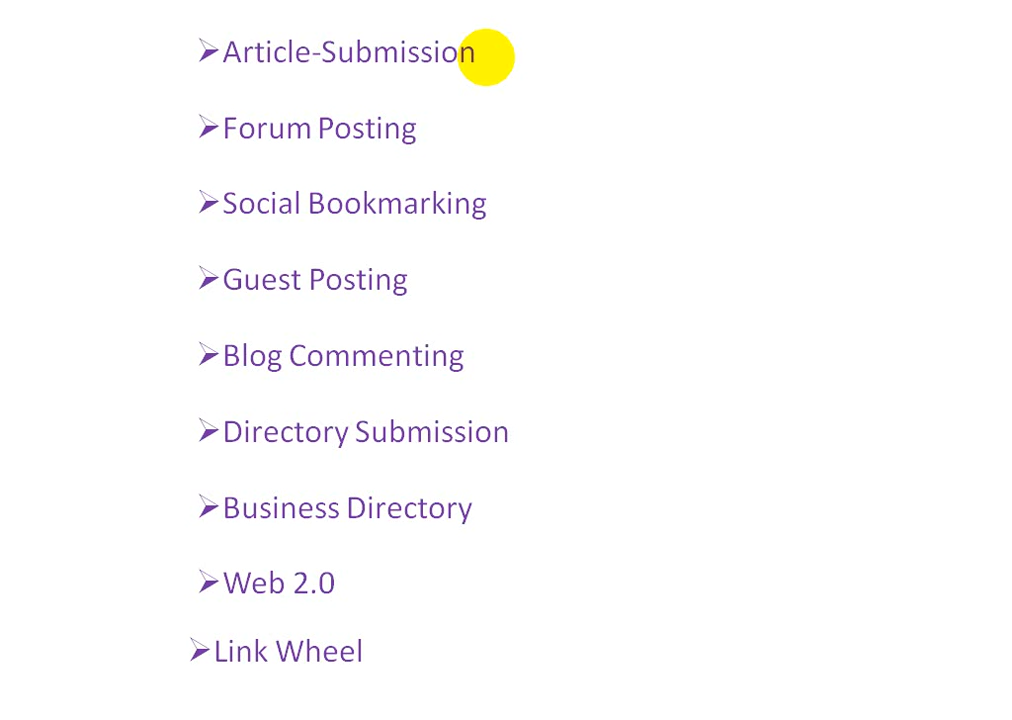 ➢Article-Submission
➢Forum Posting
➢Social Bookmarking
➢Guest Posting
➢Blog Commenting
➢Directory Submission
➢Business Directory
➢Web 2.0
➢Link Wheel